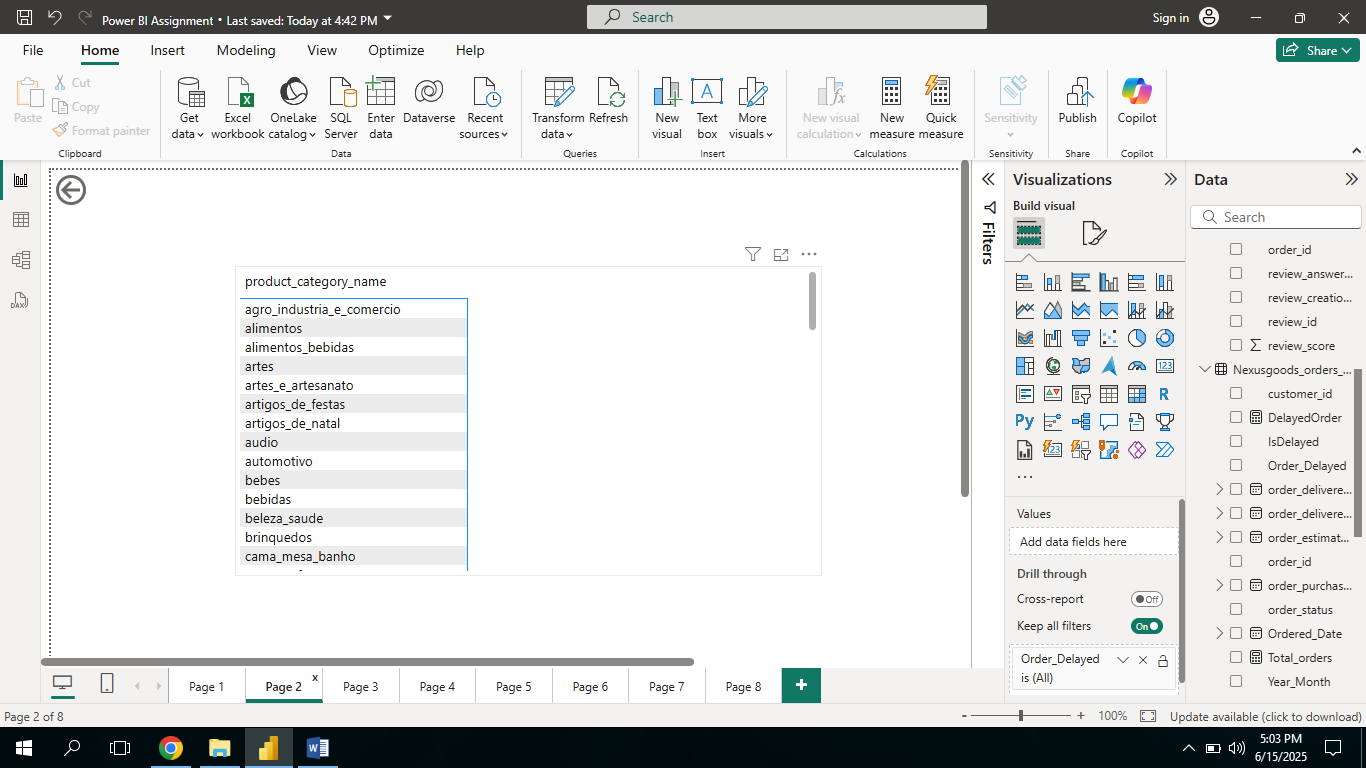 Power BI Assignment • Last saved: Today at 4:42 PM
Search
Sign in
File
Home
Insert
Modeling
View
Optimize
Help
Share
Paste
Cut
Copy
Format painter
Clipboard
Get data
Excel workbook
OneLake catalog
SQL Server
Enter data
Dataverse
Recent sources
Data
Transform data
Refresh
Queries
New visual
Text box
More visuals
Insert
New visual calculation
New measure
Quick measure
Calculations
Sensitivity
Sensitivity
Publish
Share
Copilot
Copilot
product_category_name
agro_industria_e_comercio
alimentos
alimentos_bebidas
artes
artes_e_artesanato
artigos_de_festas
artigos_de_natal
audio
automotivo
bebes
bebidas
beleza_saude
brinquedos
cama_mesa_banho
Filters
Visualizations
Build visual
123
R
Py
123
...
Values
Add data fields here
Drill through
Cross-report
Off
Keep all filters
On
Order_Delayed
is (All)
Data
Search
order_id
review_answer...
review_creatio...
review_id
review_score
Nexusgoods_orders_...
customer_id
DelayedOrder
IsDelayed
Order_Delayed
order_delivere...
order_delivere...
order_estimat...
order_id
order_purchas...
order_status
Ordered_Date
Total_orders
Year_Month
Page 1
Page 2
x
Page 3
Page 4
Page 5
Page 6
Page 7
Page 8
+
Page 2 of 8
- + 100%
Update available (click to download)
5:03 PM
6/15/2025